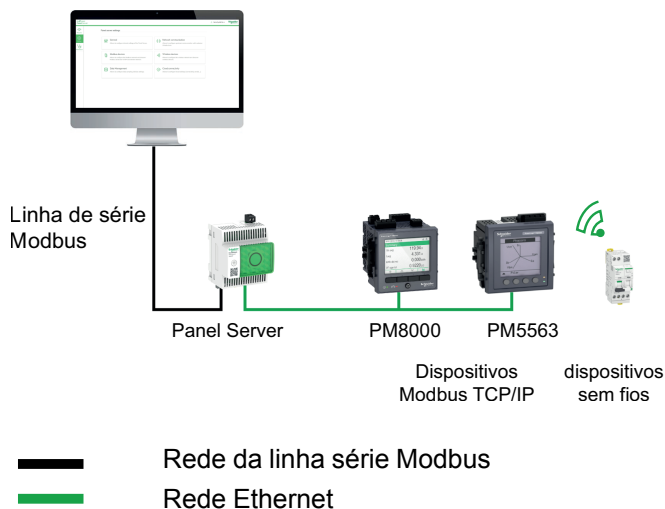 Linha de série
Modbus
Panel Server
PM8000
PM5563
Dispositivos
Modbus TCP/IP
dispositivos
sem fios
Rede da linha série Modbus
Rede Ethernet